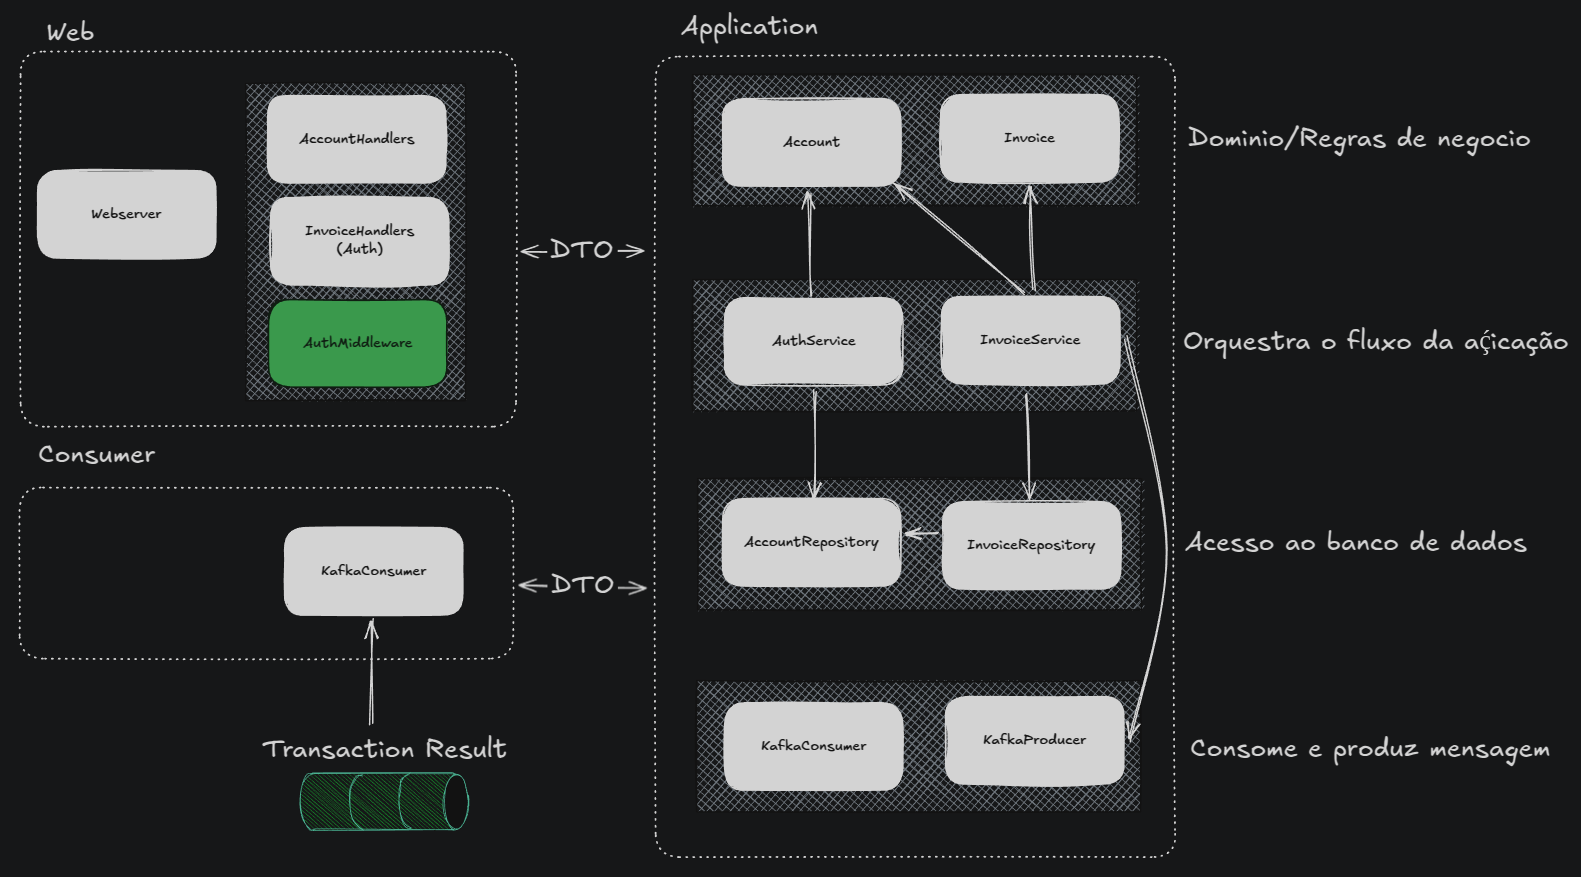 Web
Webserver
AccountHandlers
InvoiceHandlers
(Auth)
AuthMiddleware
DTO
Consumer
KafkaConsumer
DTO
Transaction Result
Application
Account
Invoice
Dominio/Regras de negocio
AuthService
InvoiceService
Orquestra o fluxo da aḉicação
AccountRepository
InvoiceRepository
Acesso ao banco de dados
KafkaConsumer
KafkaProducer
Consome e produz mensagem